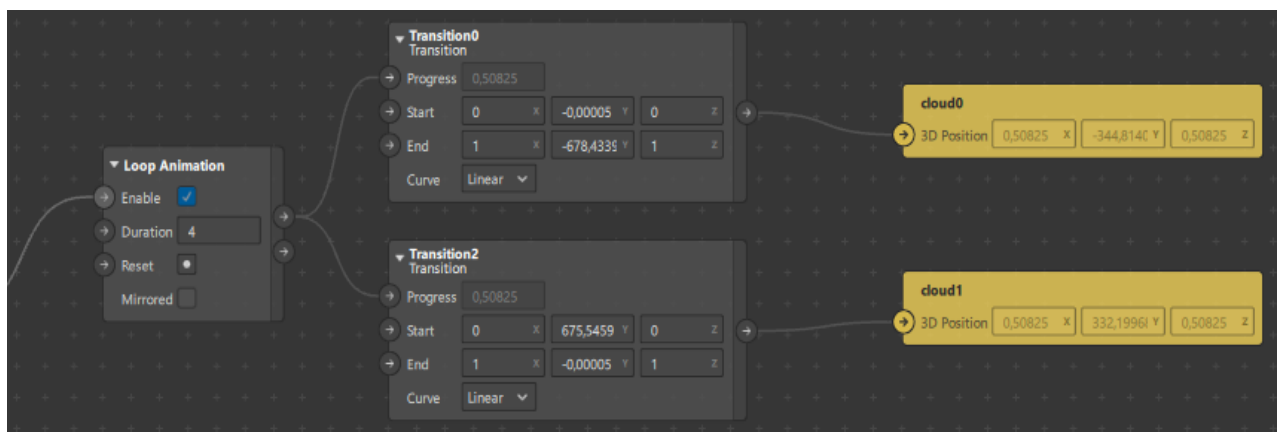 Loop Animation
Enable
Duration 4
Reset
Mirrored
Transition0
Transition
Progress 0,50825
Start 0 X -0,00005 Y 0 Z
End 1 X -678,4339 Y 1 Z
Curve Linear
Transition2
Transition
Progress 0,50825
Start 0 X 675,5459 Y 0 Z
End 1 X -0,00005 Y 1 Z
Curve Linear
cloud0
3D Position 0,50825 X -344,8140 Y 0,50825 Z
cloud1
3D Position 0,50825 X Y 0,50825 Z